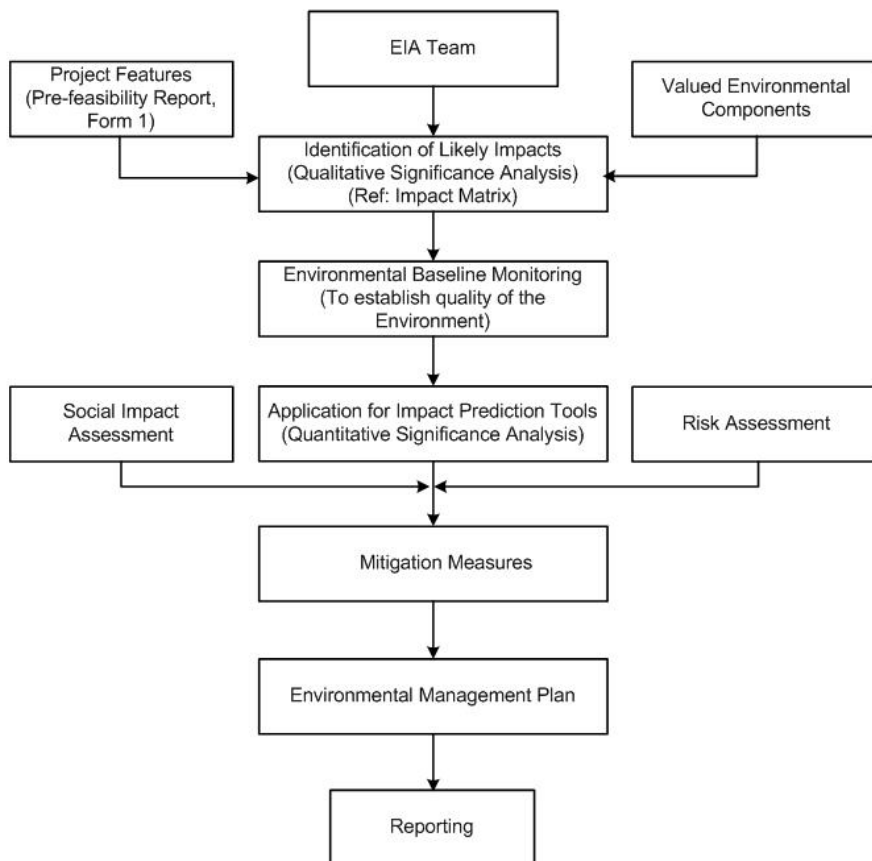 EIA Team
Project Features
(Pre-feasibility Report,
Form 1)
Valued Environmental
Components
Identification of Likely Impacts
(Qualitative Significance Analysis)
(Ref: Impact Matrix)
Environmental Baseline Monitoring
(To establish quality of the
Environment)
Social Impact
Assessment
Application for Impact Prediction Tools
(Quantitative Significance Analysis)
Risk Assessment
Mitigation Measures
Environmental Management Plan
Reporting